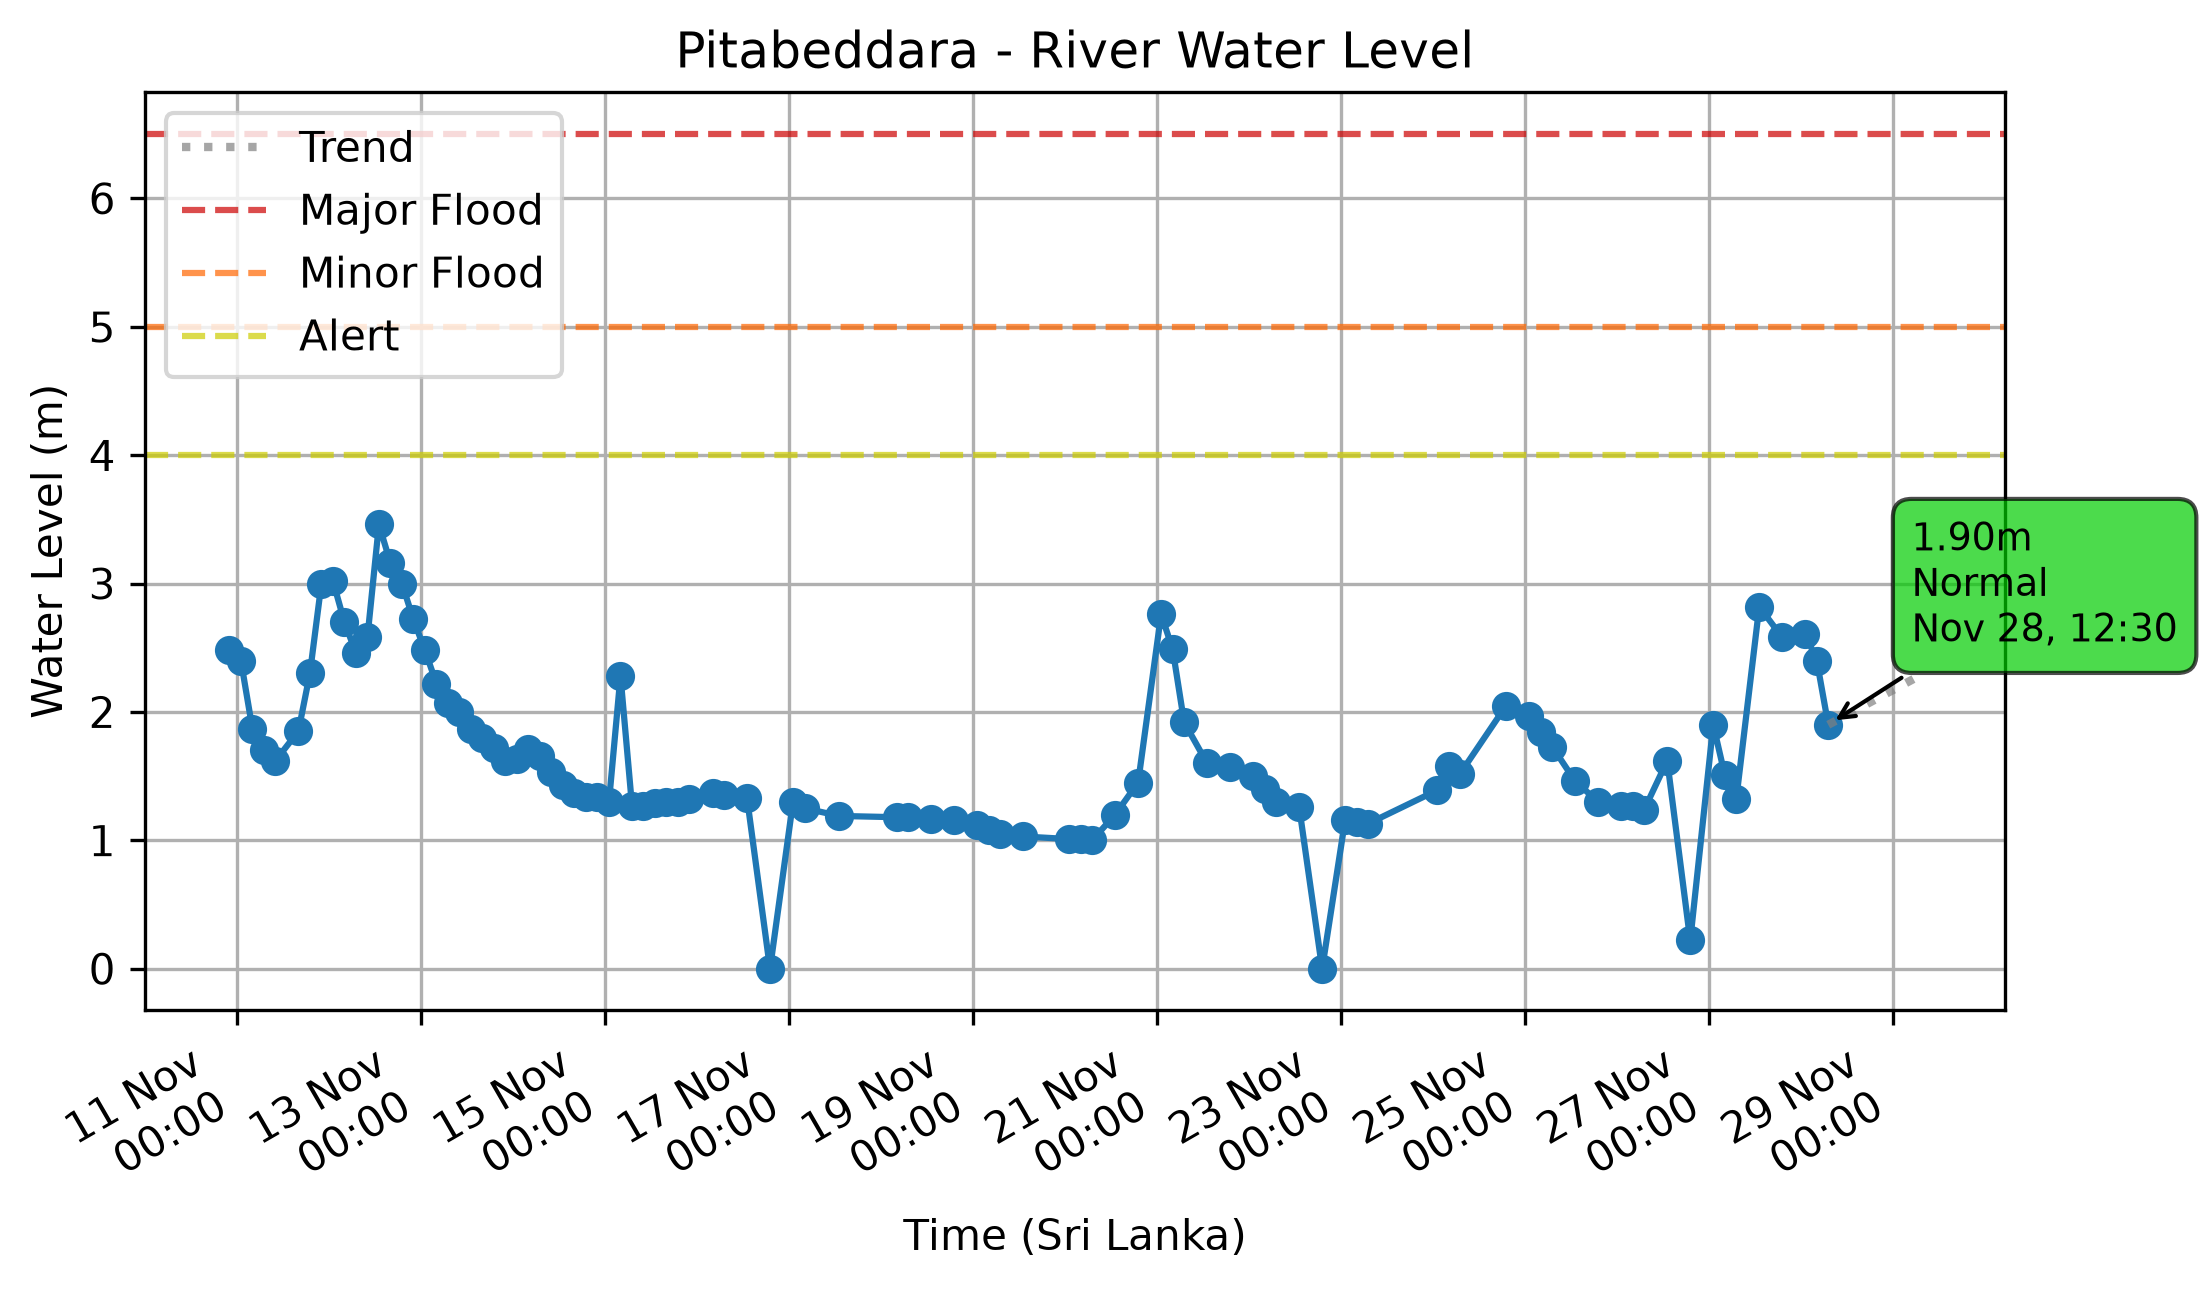 Pitabeddara - River Water Level
Trend
Major Flood
Minor Flood
Alert
6
5
4
3
2
1
0
Water Level (m)
1.90m
Normal
Nov 28, 12:30
11 Nov
00:00
13 Nov
00:00
15 Nov
00:00
17 Nov
00:00
19 Nov
00:00
21 Nov
00:00
23 Nov
00:00
25 Nov
00:00
27 Nov
00:00
29 Nov
00:00
Time (Sri Lanka)